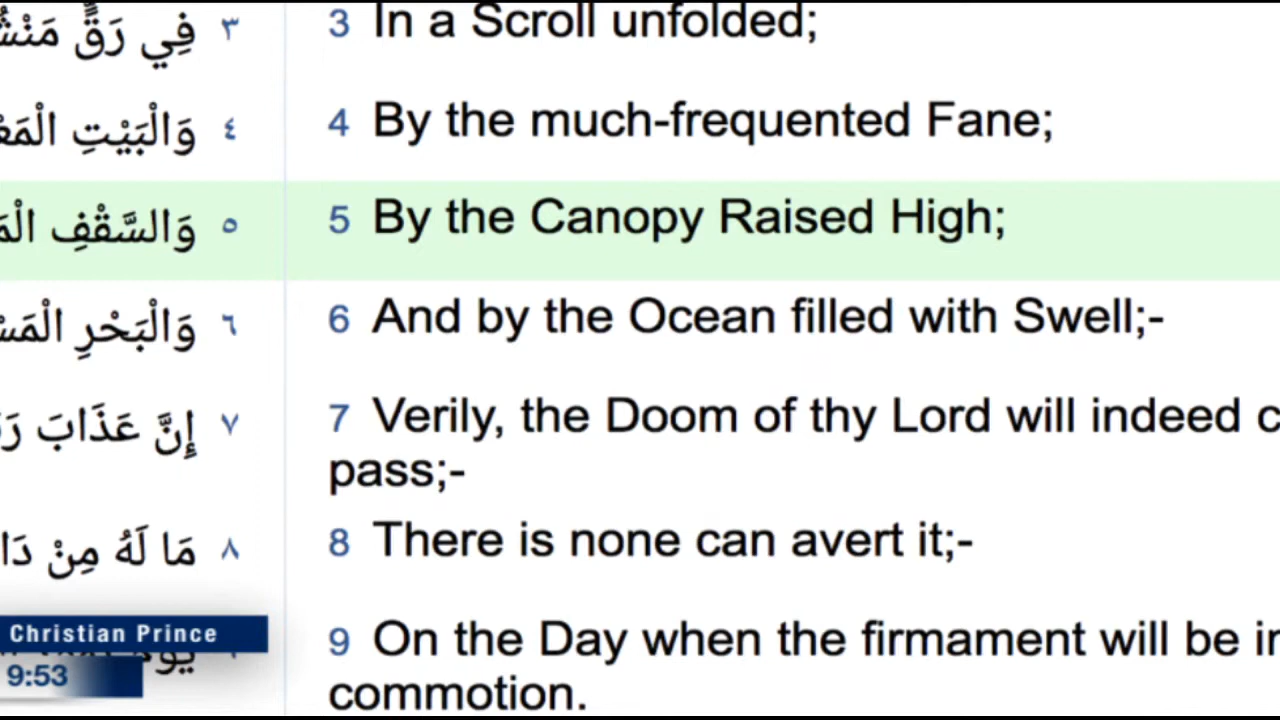 فِي رَقٍّ ٣ 3 In a Scroll unfolded;
وَالْبَيْتِ ٤ 4 By the much-frequented Fane;
وَالسَّقْفِ ٥ 5 By the Canopy Raised High;
وَالْبَحْرِ ٦ 6 And by the Ocean filled with Swell;-
إِنَّ عَذَابَ ٧ 7 Verily, the Doom of thy Lord will indeed
pass;-
مَا لَهُ مِنْ ٨ 8 There is none can avert it;-
9 On the Day when the firmament will be
commotion.
Christian Prince
9:53